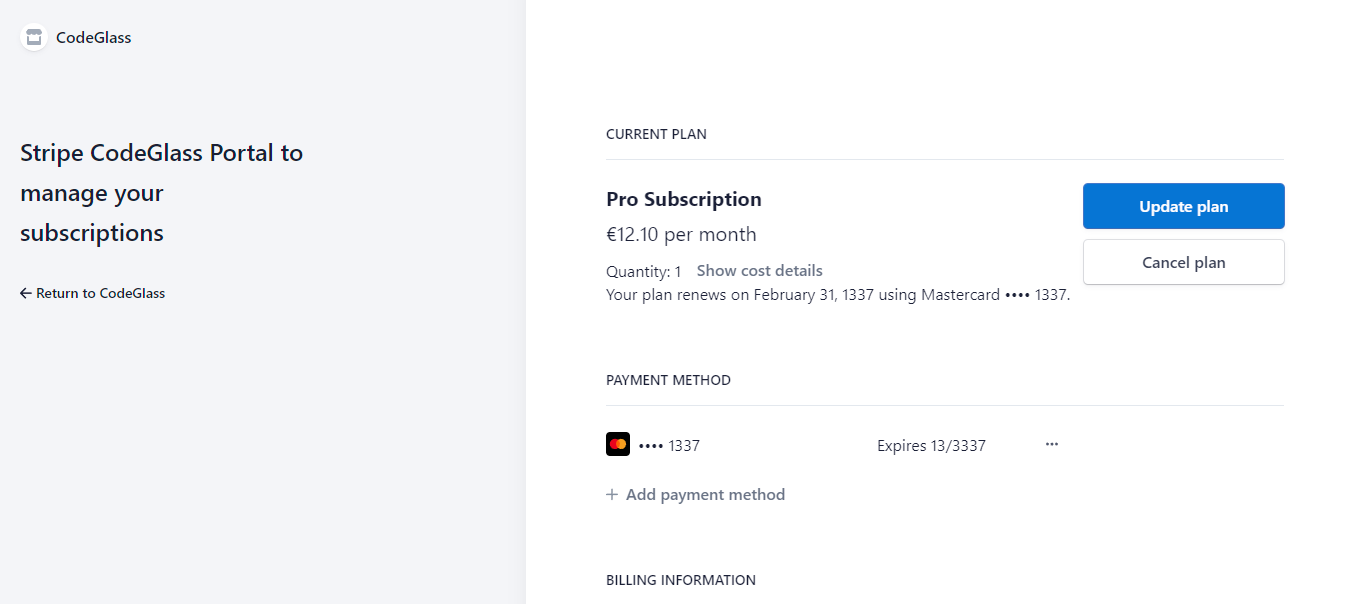 CodeGlass
Stripe CodeGlass Portal to
manage your
subscriptions
← Return to CodeGlass
CURRENT PLAN
Pro Subscription
€12.10 per month
Quantity: 1 Show cost details
Your plan renews on February 31, 1337 using Mastercard •••• 1337.
Update plan
Cancel plan
PAYMENT METHOD
•••• 1337 Expires 13/3337 •••
+ Add payment method
BILLING INFORMATION